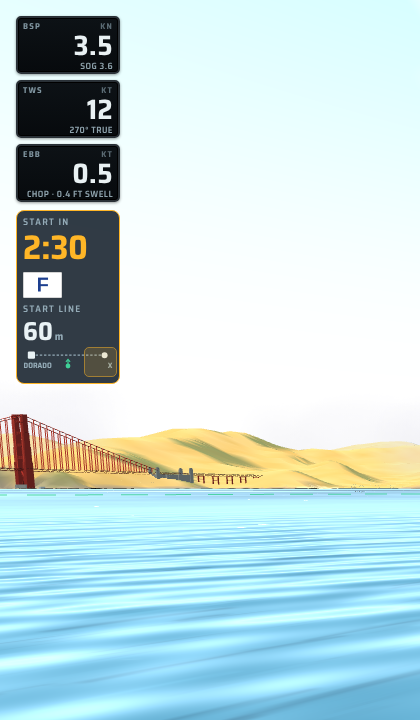 BSP KN
3.5
SOG 3.6
TWS KT
12
270° TRUE
EBB KT
0.5
CHOP · 0.4 FT SWELL
START IN
2:30
F
START LINE
60 m
DORADO X